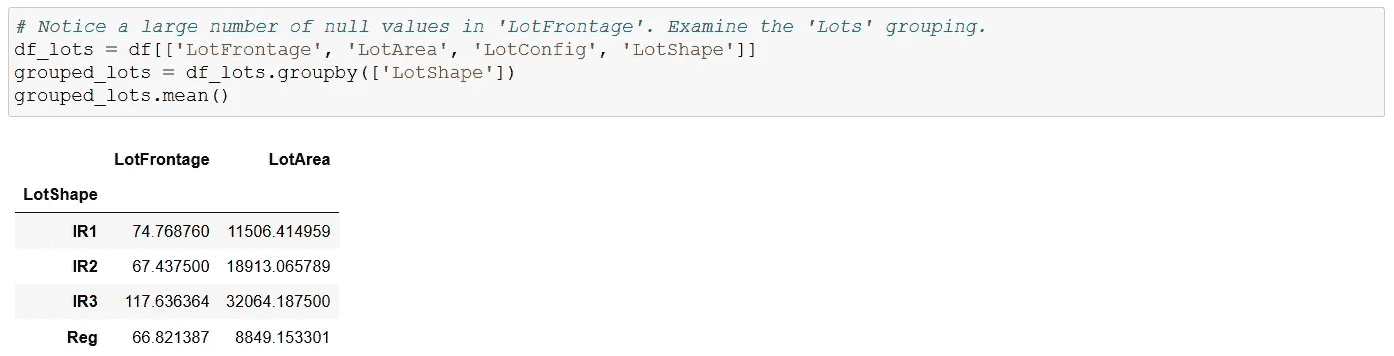 # Notice a large number of null values in 'LotFrontage'. Examine the 'Lots' grouping.
df_lots = df[['LotFrontage', 'LotArea', 'LotConfig', 'LotShape']]
grouped_lots = df_lots.groupby(['LotShape'])
grouped_lots.mean()
LotFrontage LotArea
LotShape
IR1 74.768760 11506.414959
IR2 67.437500 18913.065789
IR3 117.636364 32064.187500
Reg 66.821387 8849.153301